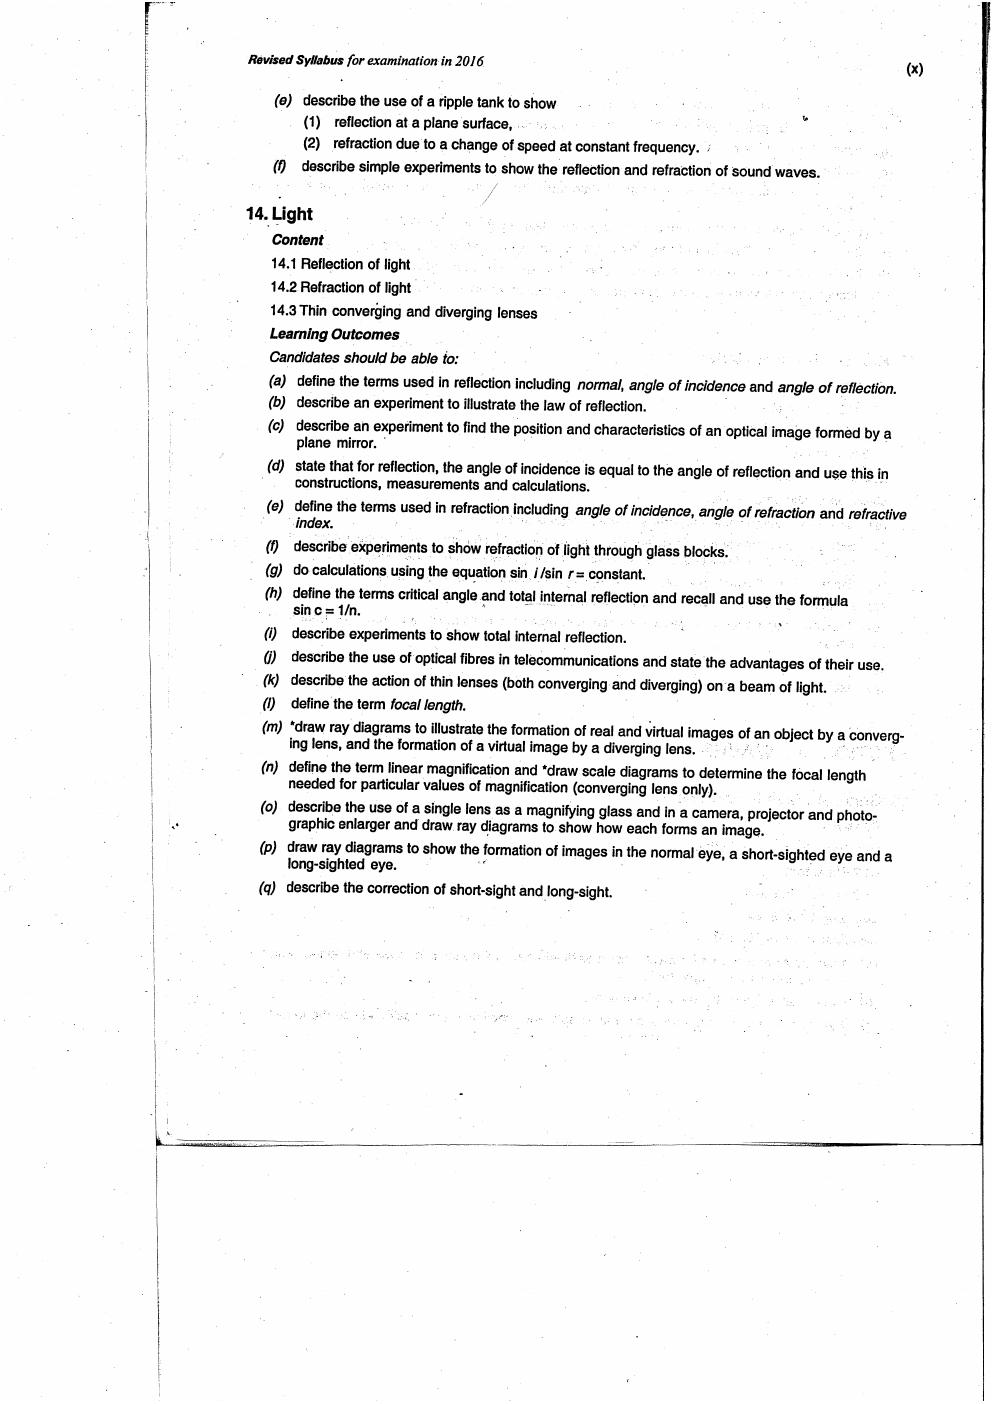 Revised Syllabus for examination in 2016
(x)
(e) describe the use of a ripple tank to show
(1) reflection at a plane surface,
(2) refraction due to a change of speed at constant frequency.
(f) describe simple experiments to show the reflection and refraction of sound waves.
14. Light
Content
14.1 Reflection of light
14.2 Refraction of light
14.3 Thin converging and diverging lenses
Learning Outcomes
Candidates should be able to:
(a) define the terms used in reflection including normal, angle of incidence and angle of reflection.
(b) describe an experiment to illustrate the law of reflection.
(c) describe an experiment to find the position and characteristics of an optical image formed by a
plane mirror.
(d) state that for reflection, the angle of incidence is equal to the angle of reflection and use this in
constructions, measurements and calculations.
(e) define the terms used in refraction including angle of incidence, angle of refraction and refractive
index.
(f) describe experiments to show refraction of light through glass blocks.
(g) do calculations using the equation sin i /sin r = constant.
(h) define the terms critical angle and total internal reflection and recall and use the formula
sin c = 1/n.
(i) describe experiments to show total internal reflection.
(j) describe the use of optical fibres in telecommunications and state the advantages of their use.
(k) describe the action of thin lenses (both converging and diverging) on a beam of light.
(l) define the term focal length.
(m) *draw ray diagrams to illustrate the formation of real and virtual images of an object by a converg-
ing lens, and the formation of a virtual image by a diverging lens.
(n) define the term linear magnification and *draw scale diagrams to determine the focal length
needed for particular values of magnification (converging lens only).
(o) describe the use of a single lens as a magnifying glass and in a camera, projector and photo-
graphic enlarger and draw ray diagrams to show how each forms an image.
(p) draw ray diagrams to show the formation of images in the normal eye, a short-sighted eye and a
long-sighted eye.
(q) describe the correction of short-sight and long-sight.